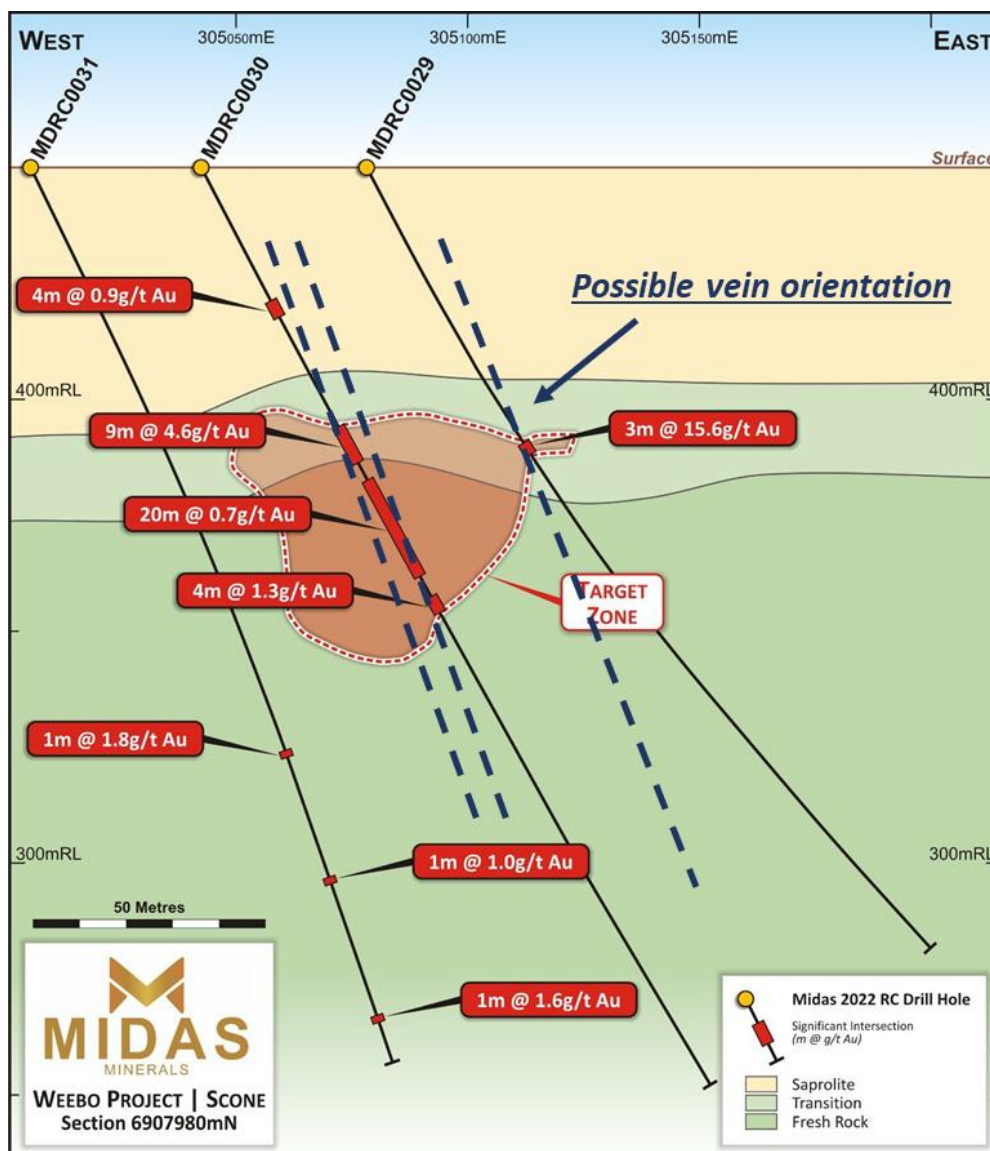 WEST
305050mE
305100mE
305150mE
EAST
MDRC0031
MDRC0030
MDRC0029
Surface
4m @ 0.9g/t Au
Possible vein orientation
400mRL
400mRL
9m @ 4.6g/t Au
3m @ 15.6g/t Au
20m @ 0.7g/t Au
4m @ 1.3g/t Au
TARGET
ZONE
1m @ 1.8g/t Au
300mRL
1m @ 1.0g/t Au
300mRL
50 Metres
1m @ 1.6g/t Au
MIDAS
MINERALS
WEEBO PROJECT | SCONE
Section 6907980mN
Midas 2022 RC Drill Hole
Significant Intersection
(m @ g/t Au)
Saprolite
Transition
Fresh Rock